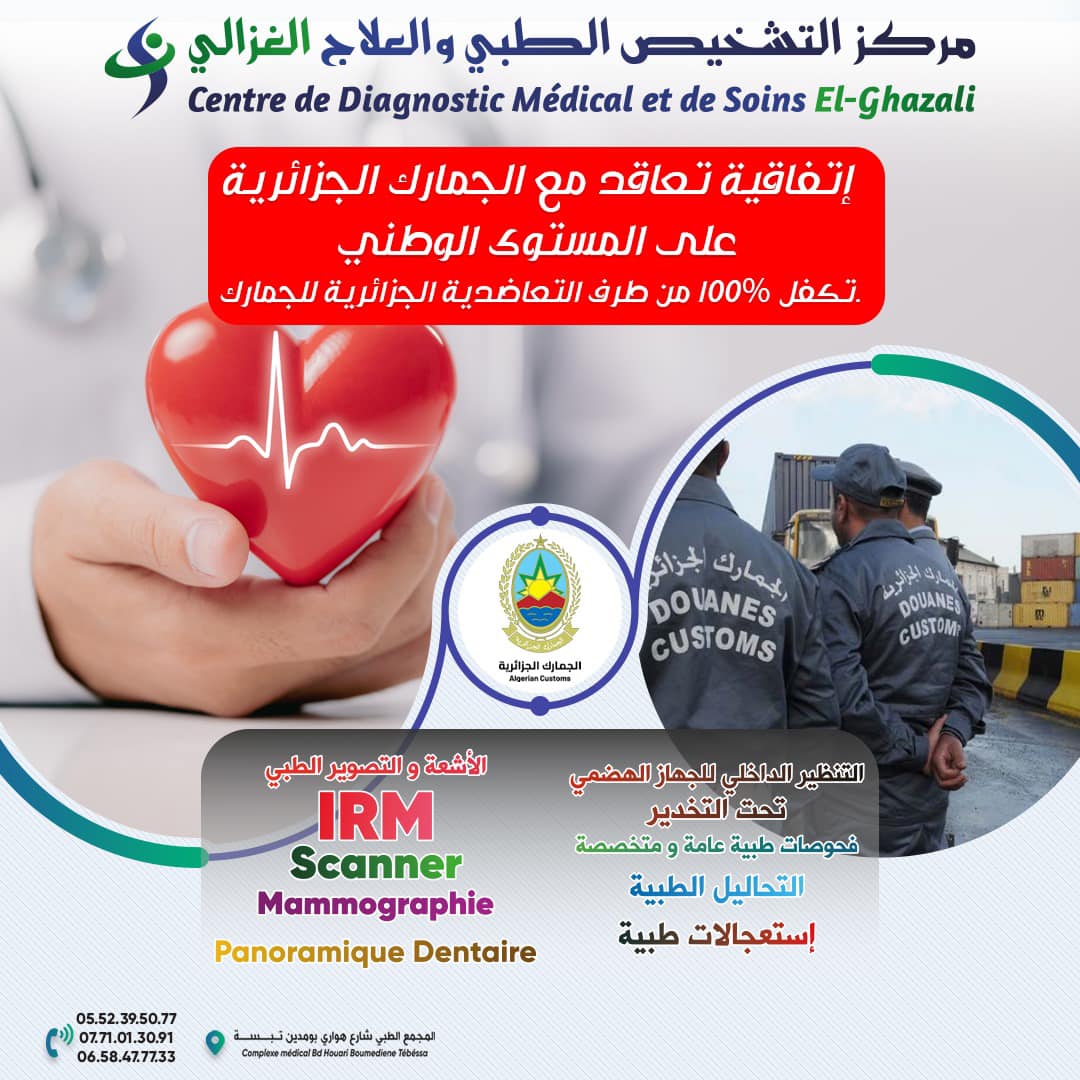 مركز التشخيص الطبي والعلاج الغزالي
Centre de Diagnostic Médical et de Soins El-Ghazali
إتفاقية تعاقد مع الجمارك الجزائرية
على المستوى الوطني
تكفل 100% من طرف التعاضدية الجزائرية للجمارك.
الجمارك الجزائرية
DOUANES
CUSTOMS
الجمارك الجزائرية
DOUANES
CUSTOMS
الجمارك الجزائرية
الجمارك الجزائرية
Algerian Customs
التنظير الداخلي للجهاز الهضمي
تحت التخدير
فحوصات طبية عامة و متخصصة
التحاليل الطبية
إستعجالات طبية
الأشعة و التصوير الطبي
IRM
Scanner
Mammographie
Panoramique Dentaire
05.52.39.50.77
07.71.01.30.91
06.58.47.77.33
المجمع الطبي شارع هواري بومدين تبسة
Complexe médical Bd Houari Boumediene Tébéssa